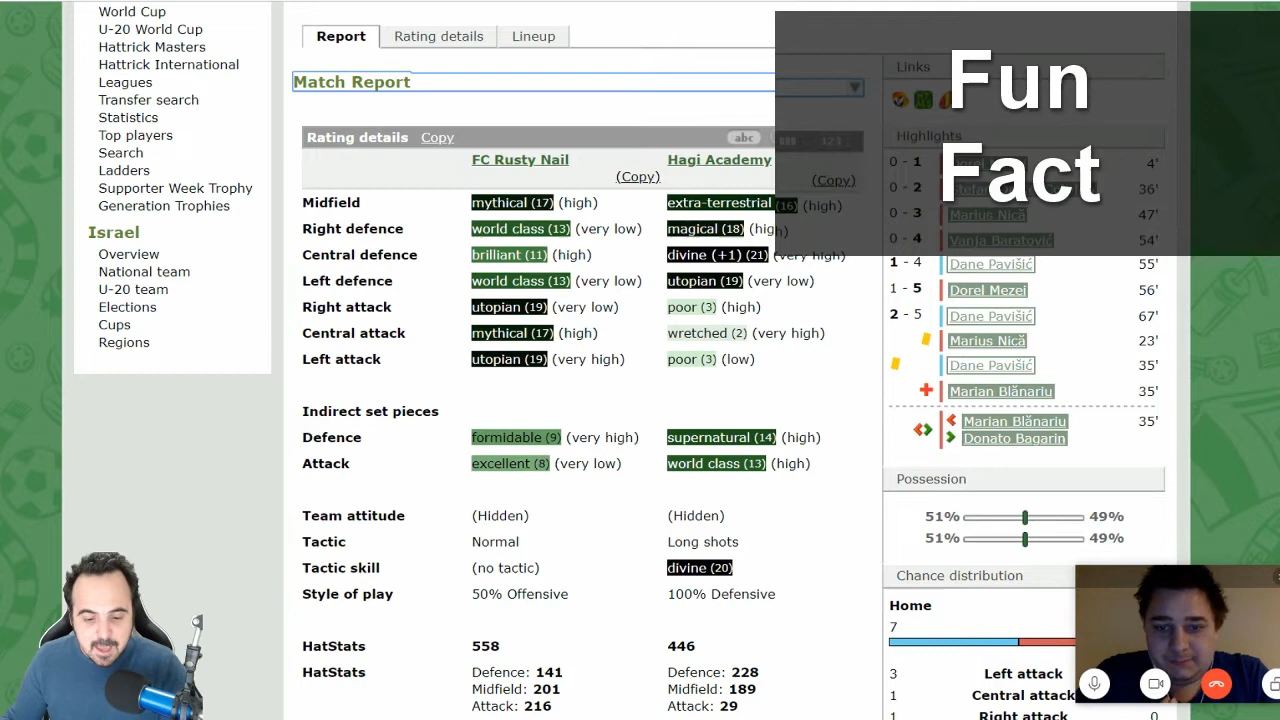 World Cup
U-20 World Cup
Hattrick Masters
Hattrick International
Leagues
Transfer search
Statistics
Top players
Search
Ladders
Supporter Week Trophy
Generation Trophies
Israel
Overview
National team
U-20 team
Elections
Cups
Regions
Report Rating details Lineup
Match Report
Rating details Copy abc 123
FC Rusty Nail Hagi Academy
(Copy) (Copy)
Midfield mythical (17) (high) extra-terrestrial (16) (high)
Right defence world class (13) (very low) magical (18) (high)
Central defence brilliant (11) (high) divine (+1) (21) (very high)
Left defence world class (13) (very low) utopian (19) (very low)
Right attack utopian (19) (very low) poor (3) (high)
Central attack mythical (17) (high) wretched (2) (very high)
Left attack utopian (19) (very high) poor (3) (low)
Indirect set pieces
Defence formidable (9) (very high) supernatural (14) (high)
Attack excellent (8) (very low) world class (13) (high)
Team attitude (Hidden) (Hidden)
Tactic Normal Long shots
Tactic skill (no tactic) divine (20)
Style of play 50% Offensive 100% Defensive
HatStats 558 446
HatStats Defence: 141 Defence: 228
Midfield: 201 Midfield: 189
Attack: 216 Attack: 29
Fun
Fact
Links
Highlights
0 - 1 Dorel 4'
0 - 2 36'
0 - 3 Marius Nică 47'
0 - 4 Vanja Baratović 54'
1 - 4 Dane Pavišić 55'
1 - 5 Dorel Mezei 56'
2 - 5 Dane Pavišić 67'
Marius Nică 23'
Dane Pavišić 35'
Marian Blănariu 35'
Marian Blănariu 35'
Donato Bagarin
Possession
51% 49%
51% 49%
Chance distribution
Home
7
3 Left attack
1 Central attack
1 Right attack 0